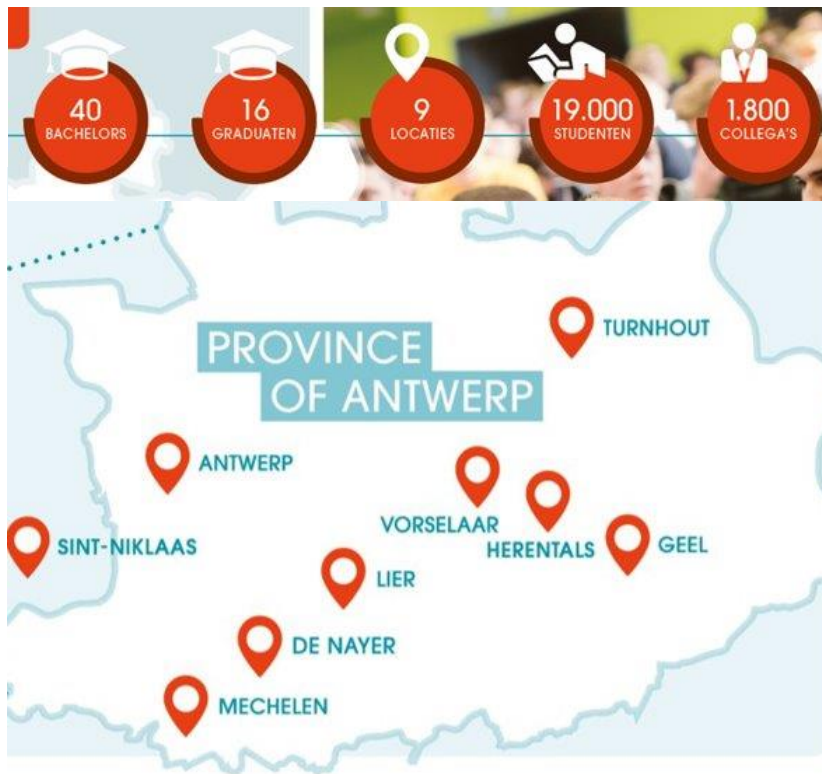 40
BACHELORS
16
GRADUATEN
9
LOCATIES
19.000
STUDENTEN
1.800
COLLEGA'S
PROVINCE
OF ANTWERP
TURNHOUT
ANTWERP
VORSELAAR
HERENTALS
GEEL
SINT-NIKLAAS
LIER
DE NAYER
MECHELEN